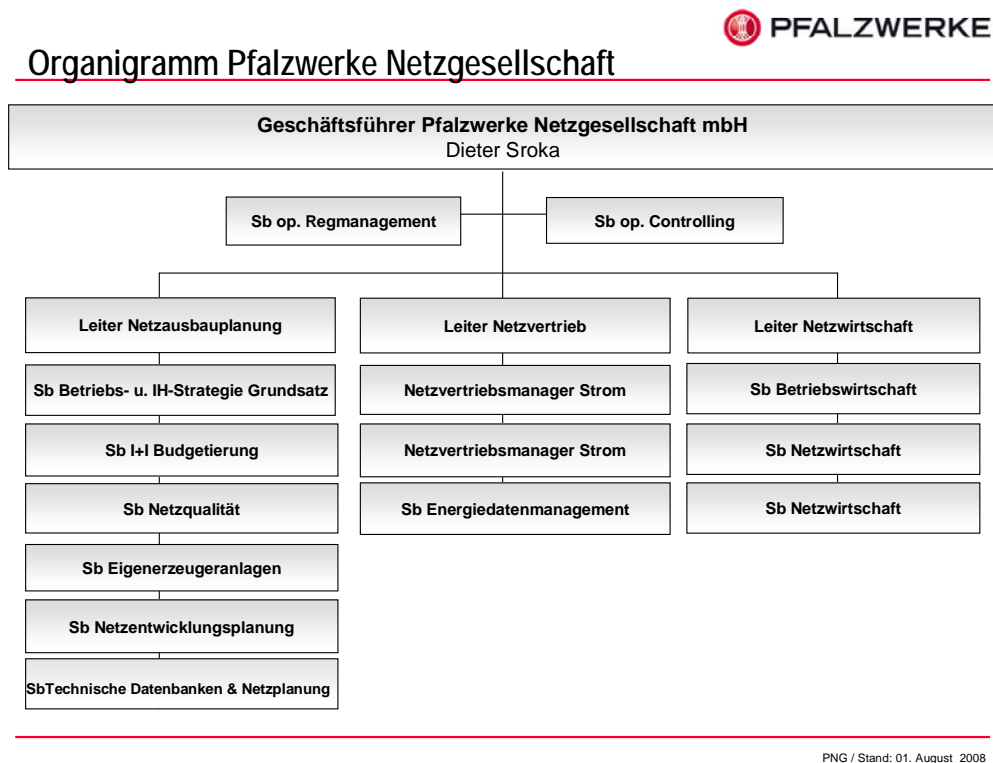 PFALZWERKE
Organigramm Pfalzwerke Netzgesellschaft
Geschäftsführer Pfalzwerke Netzgesellschaft mbH
Dieter Sroka
Sb op. Regmanagement
Sb op. Controlling
Leiter Netzausbauplanung
Leiter Netzvertrieb
Leiter Netzwirtschaft
Sb Betriebs- u. IH-Strategie Grundsatz
Netzvertriebsmanager Strom
Sb Betriebswirtschaft
Sb I+I Budgetierung
Netzvertriebsmanager Strom
Sb Netzwirtschaft
Sb Netzqualität
Sb Energiedatenmanagement
Sb Netzwirtschaft
Sb Eigenerzeugeranlagen
Sb Netzentwicklungsplanung
SbTechnische Datenbanken & Netzplanung
PNG / Stand: 01. August 2008